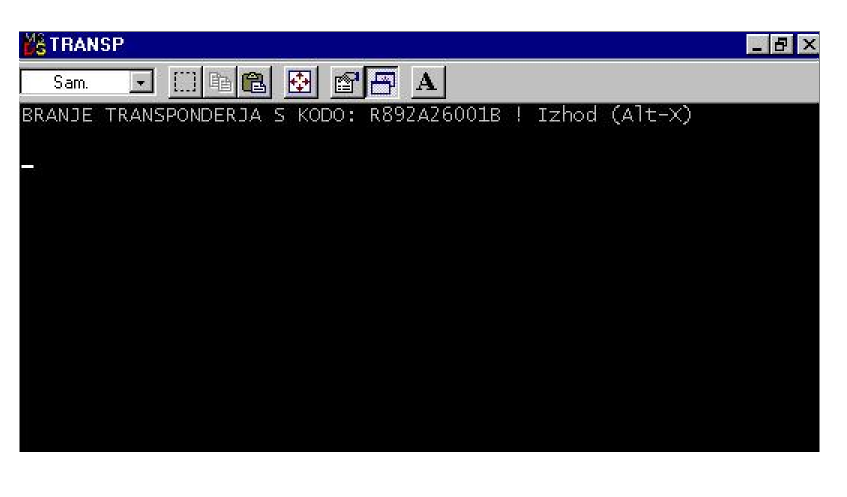 TRANSP
Sam.
A
BRANJE TRANSPONDERJA S KODO: R892A26001B ! Izhod (Alt-X)